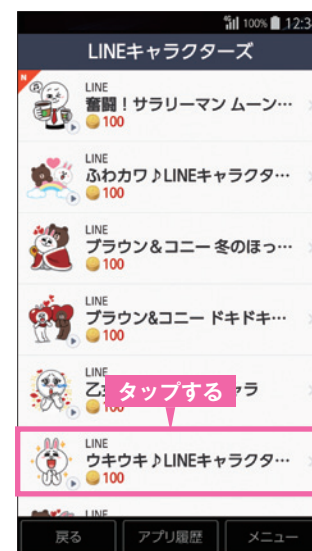 4G 100% 12:3
LINEキャラクターズ
N
LINE
奮闘！サラリーマン ムーン…
100
LINE
ふわカワ♪LINEキャラクタ…
100
LINE
ブラウン＆コニー 冬のほっ…
100
LINE
ブラウン&コニー ドキドキ…
100
LINE
乙 ャラ
タップする
100
LINE
ウキウキ♪LINEキャラクタ…
100
LINE
戻る アプリ履歴 メニュー